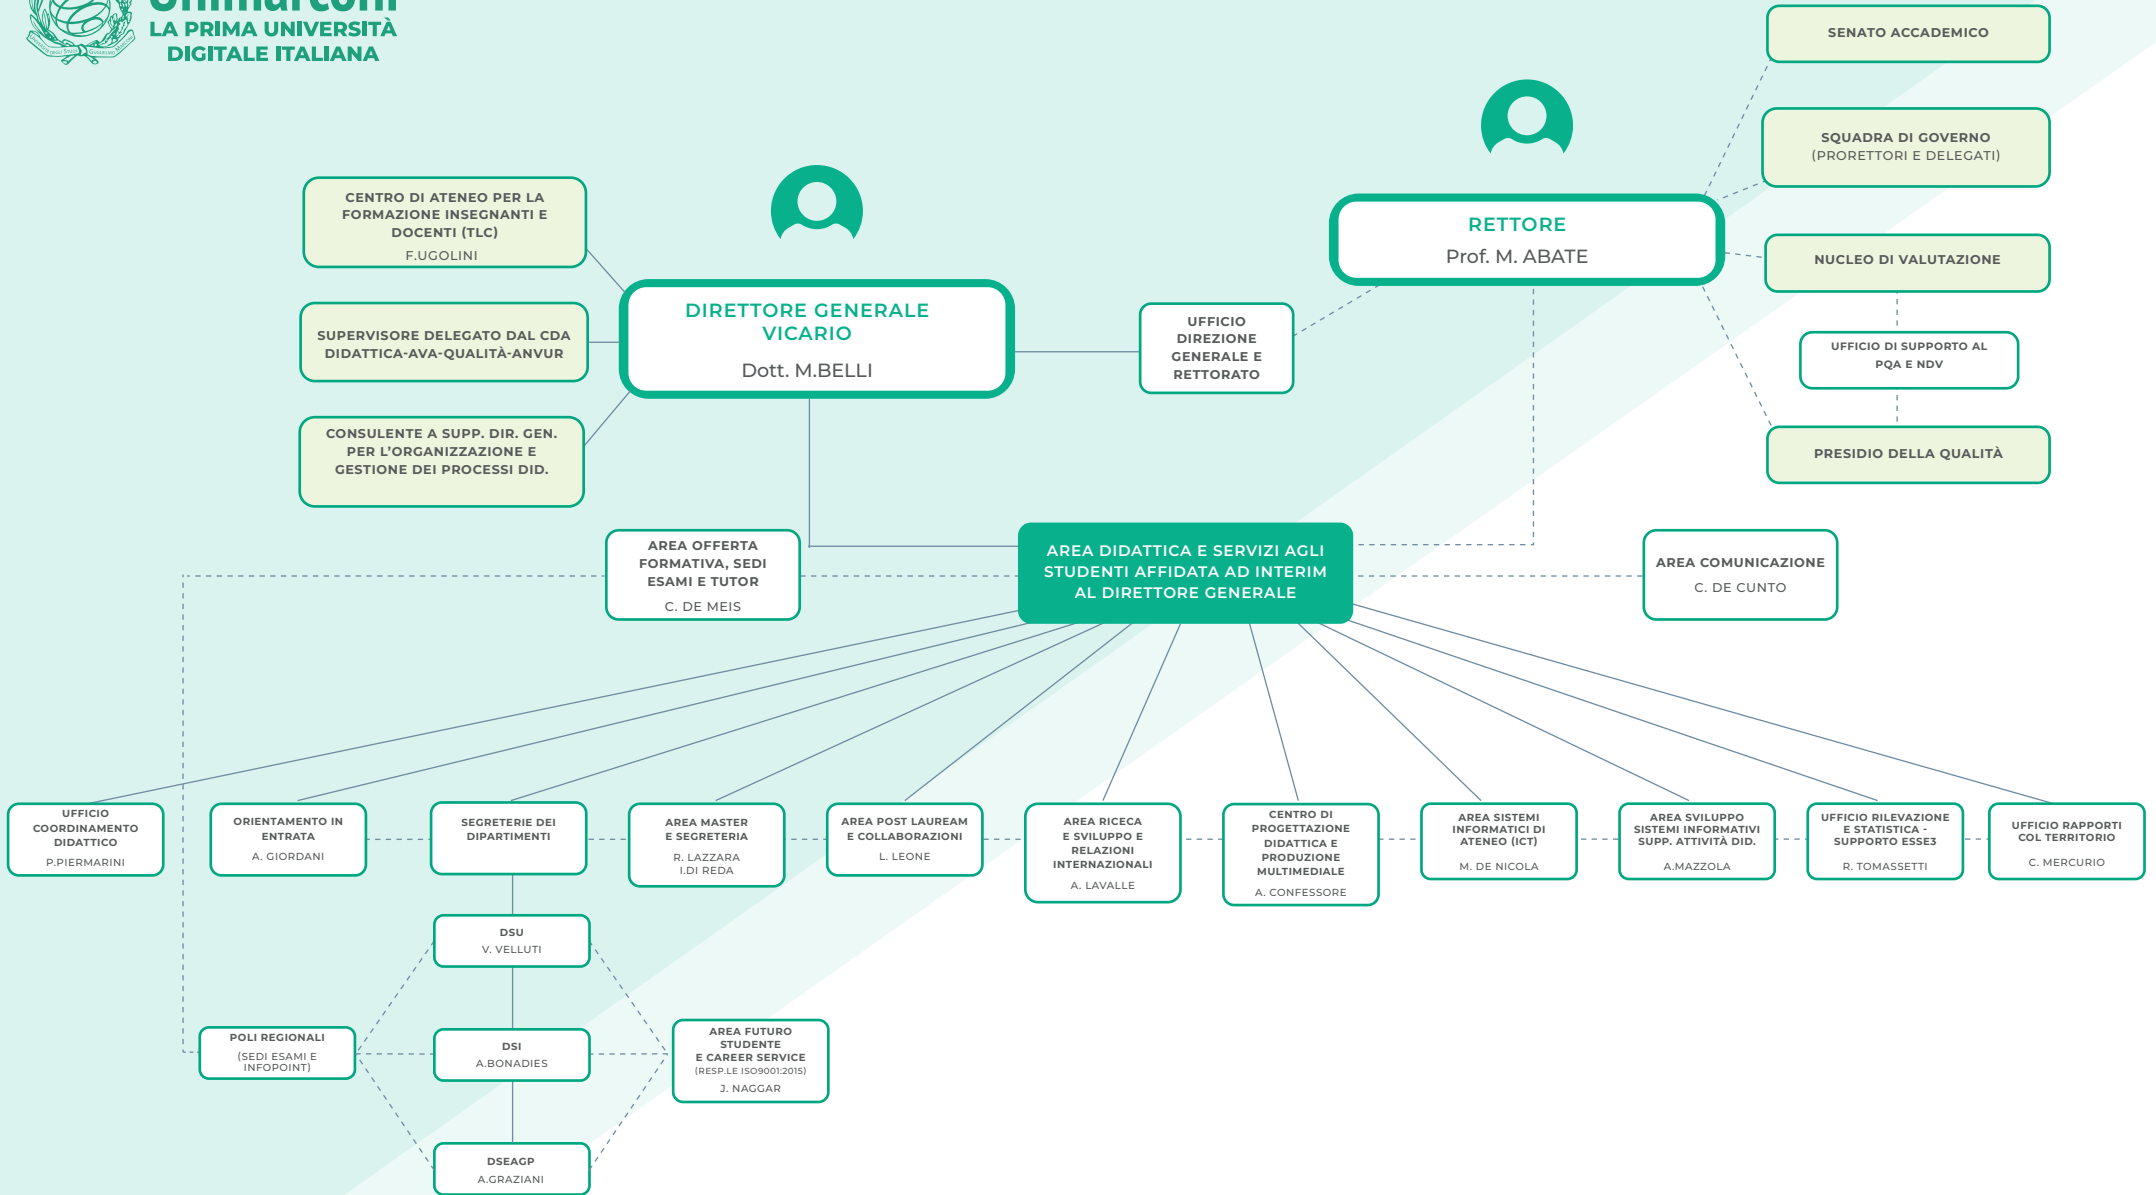 Unimarconi
LA PRIMA UNIVERSITÀ
DIGITALE ITALIANA
SENATO ACCADEMICO
SQUADRA DI GOVERNO
(PRORETTORI E DELEGATI)
RETTORE
Prof. M. ABATE
NUCLEO DI VALUTAZIONE
UFFICIO DI SUPPORTO AL
PQA E NDV
PRESIDIO DELLA QUALITÀ
CENTRO DI ATENEO PER LA
FORMAZIONE INSEGNANTI E
DOCENTI (TLC)
F.UGOLINI
SUPERVISORE DELEGATO DAL CDA
DIDATTICA-AVA-QUALITÀ-ANVUR
CONSULENTE A SUPP. DIR. GEN.
PER L'ORGANIZZAZIONE E
GESTIONE DEI PROCESSI DID.
DIRETTORE GENERALE
VICARIO
Dott. M.BELLI
UFFICIO
DIREZIONE
GENERALE E
RETTORATO
AREA OFFERTA
FORMATIVA, SEDI
ESAMI E TUTOR
C. DE MEIS
AREA DIDATTICA E SERVIZI AGLI
STUDENTI AFFIDATA AD INTERIM
AL DIRETTORE GENERALE
AREA COMUNICAZIONE
C. DE CUNTO
UFFICIO
COORDINAMENTO
DIDATTICO
P.PIERMARINI
ORIENTAMENTO IN
ENTRATA
A. GIORDANI
SEGRETERIE DEI
DIPARTIMENTI
AREA MASTER
E SEGRETERIA
R. LAZZARA
I.DI REDA
AREA POST LAUREAM
E COLLABORAZIONI
L. LEONE
AREA RICECA
E SVILUPPO E
RELAZIONI
INTERNAZIONALI
A. LAVALLE
CENTRO DI
PROGETTAZIONE
DIDATTICA E
PRODUZIONE
MULTIMEDIALE
A. CONFESSORE
AREA SISTEMI
INFORMATICI DI
ATENEO (ICT)
M. DE NICOLA
AREA SVILUPPO
SISTEMI INFORMATIVI
SUPP. ATTIVITÀ DID.
A.MAZZOLA
UFFICIO RILEVAZIONE
E STATISTICA -
SUPPORTO ESSE3
R. TOMASSETTI
UFFICIO RAPPORTI
COL TERRITORIO
C. MERCURIO
DSU
V. VELLUTI
POLI REGIONALI
(SEDI ESAMI E
INFOPOINT)
DSI
A.BONADIES
AREA FUTURO
STUDENTE
E CAREER SERVICE
(RESP.LE ISO9001:2015)
J. NAGGAR
DSEAGP
A.GRAZIANI